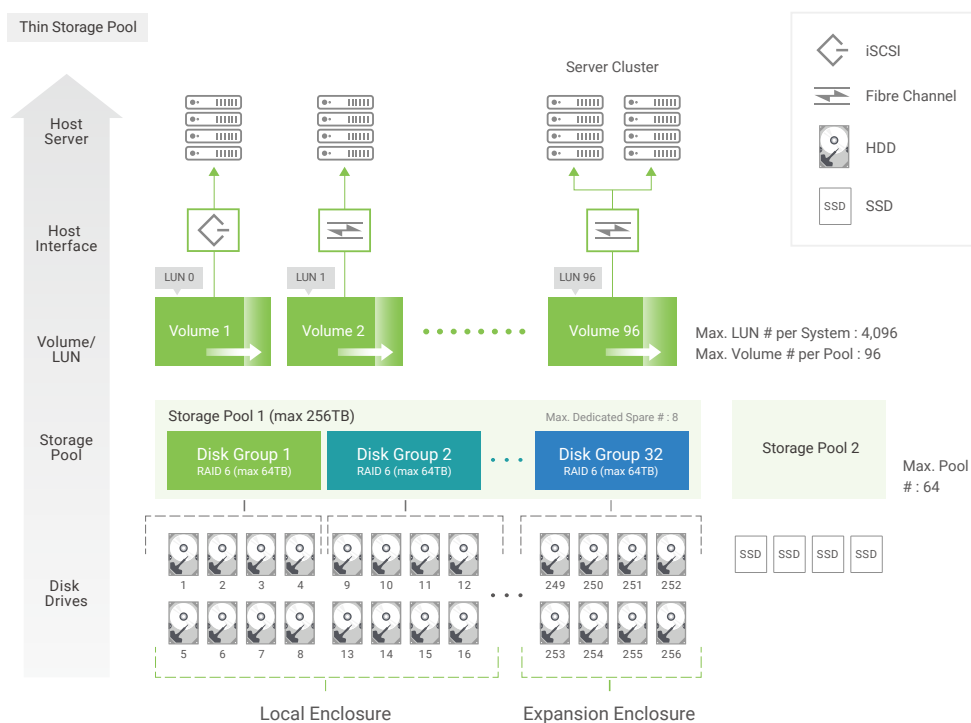 Thin Storage Pool
Server Cluster
iSCSI
Fibre Channel
HDD
SSD
SSD
Host
Server
Host
Interface
LUN 0
LUN 1
LUN 96
Volume/
LUN
Volume 1
Volume 2
Volume 96
Max. LUN # per System : 4,096
Max. Volume # per Pool : 96
Storage
Pool
Storage Pool 1 (max 256TB)
Max. Dedicated Spare # : 8
Disk Group 1
RAID 6 (max 64TB)
Disk Group 2
RAID 6 (max 64TB)
Disk Group 32
RAID 6 (max 64TB)
Storage Pool 2
Max. Pool
# : 64
Disk
Drives
1 2 3 4 9 10 11 12 249 250 251 252
SSD SSD SSD SSD
5 6 7 8 13 14 15 16 253 254 255 256
Local Enclosure
Expansion Enclosure